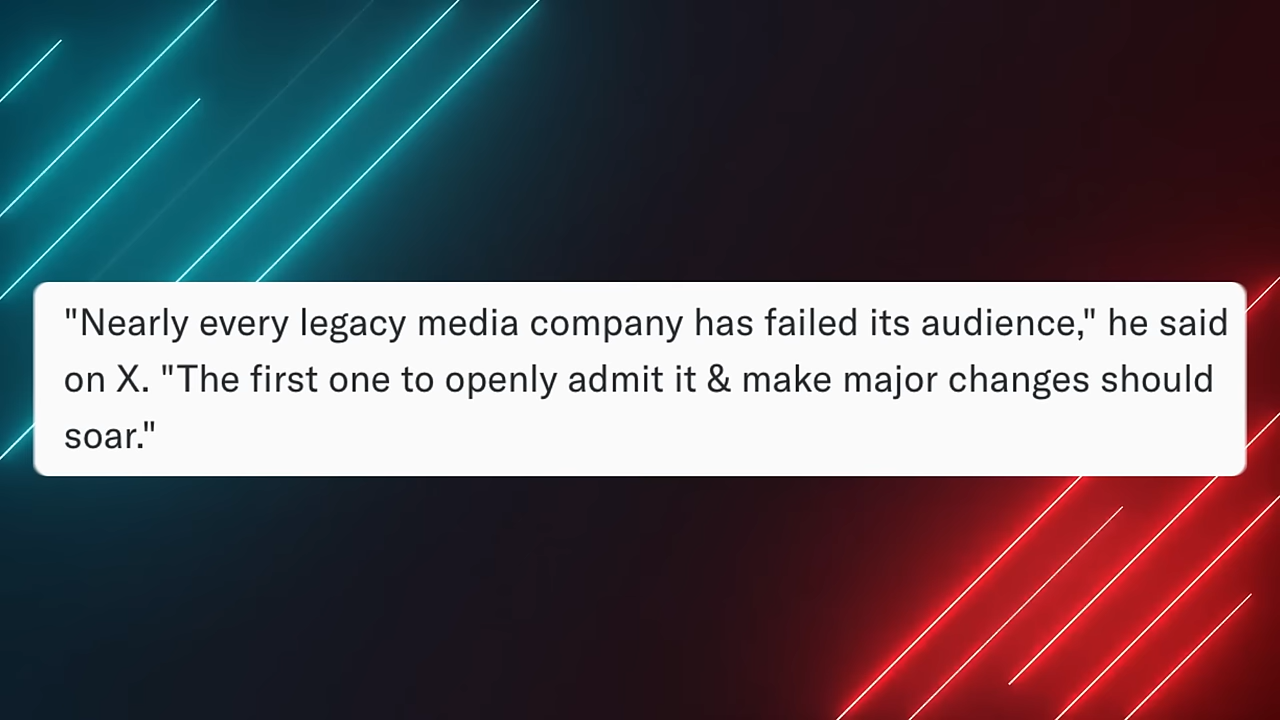 "Nearly every legacy media company has failed its audience," he said
on X. "The first one to openly admit it & make major changes should
soar."